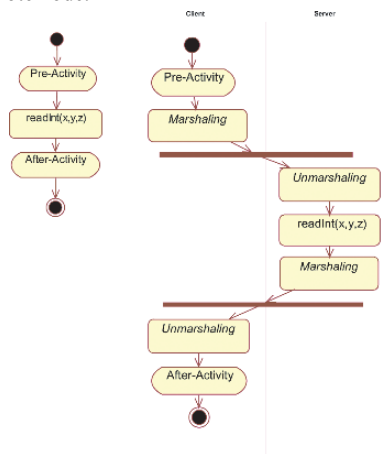 Client
Server
Pre-Activity
readInt(x,y,z)
After-Activity
Pre-Activity
Marshaling
Unmarshaling
readInt(x,y,z)
Marshaling
Unmarshaling
After-Activity